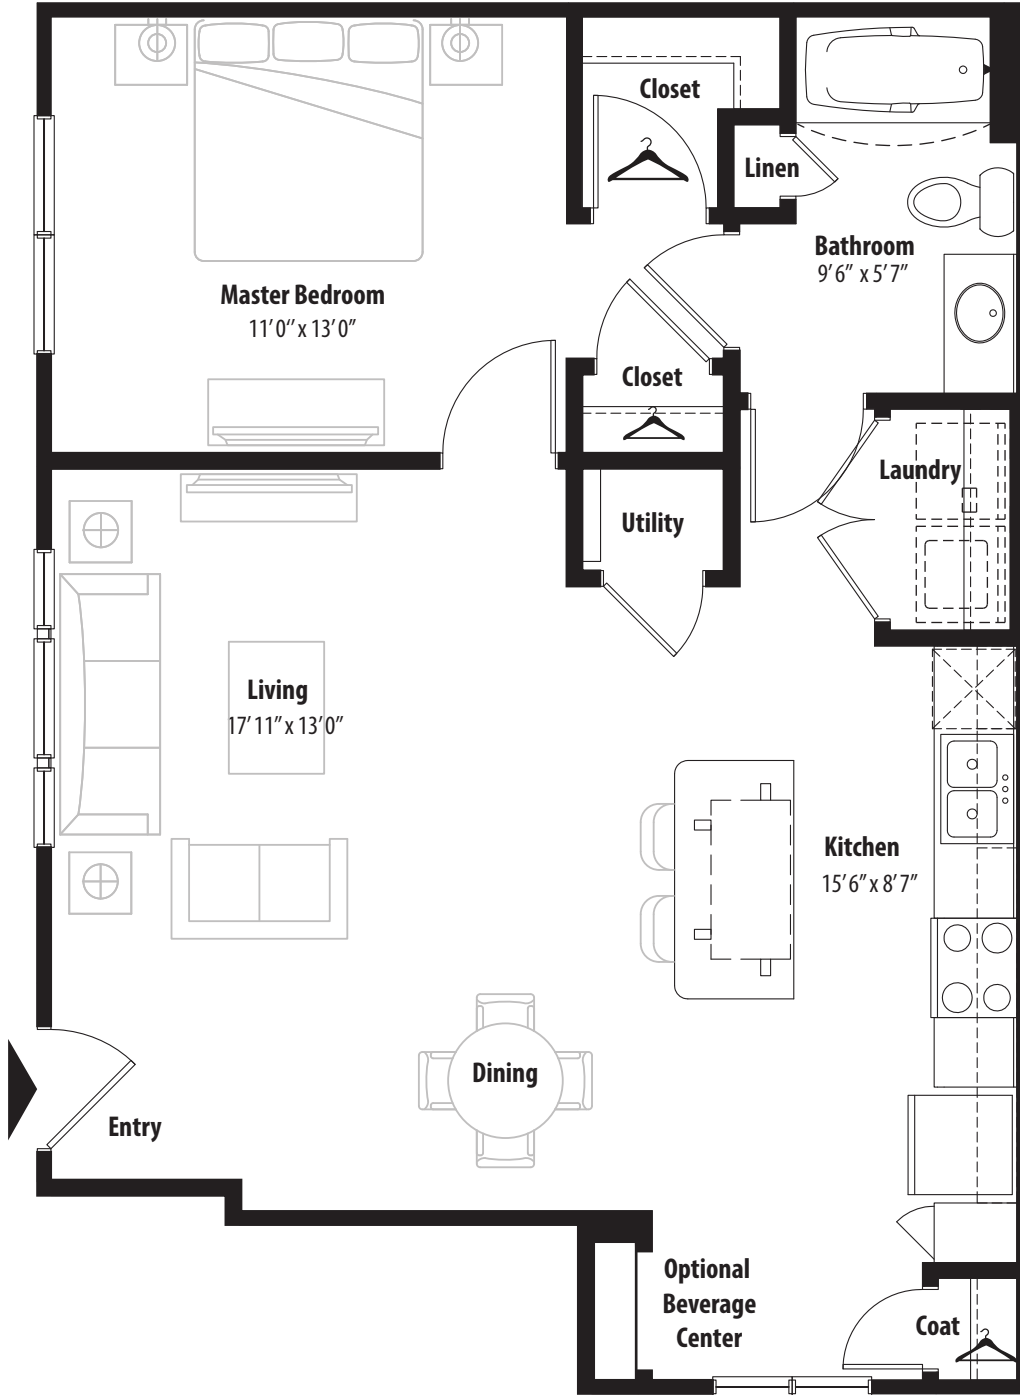 Closet
Linen
Bathroom
9'6" x 5'7"
Master Bedroom
11'0" x 13'0"
Closet
Laundry
Utility
Living
17'11" x 13'0"
Kitchen
15'6" x 8'7"
Dining
Entry
Optional
Beverage
Center
Coat